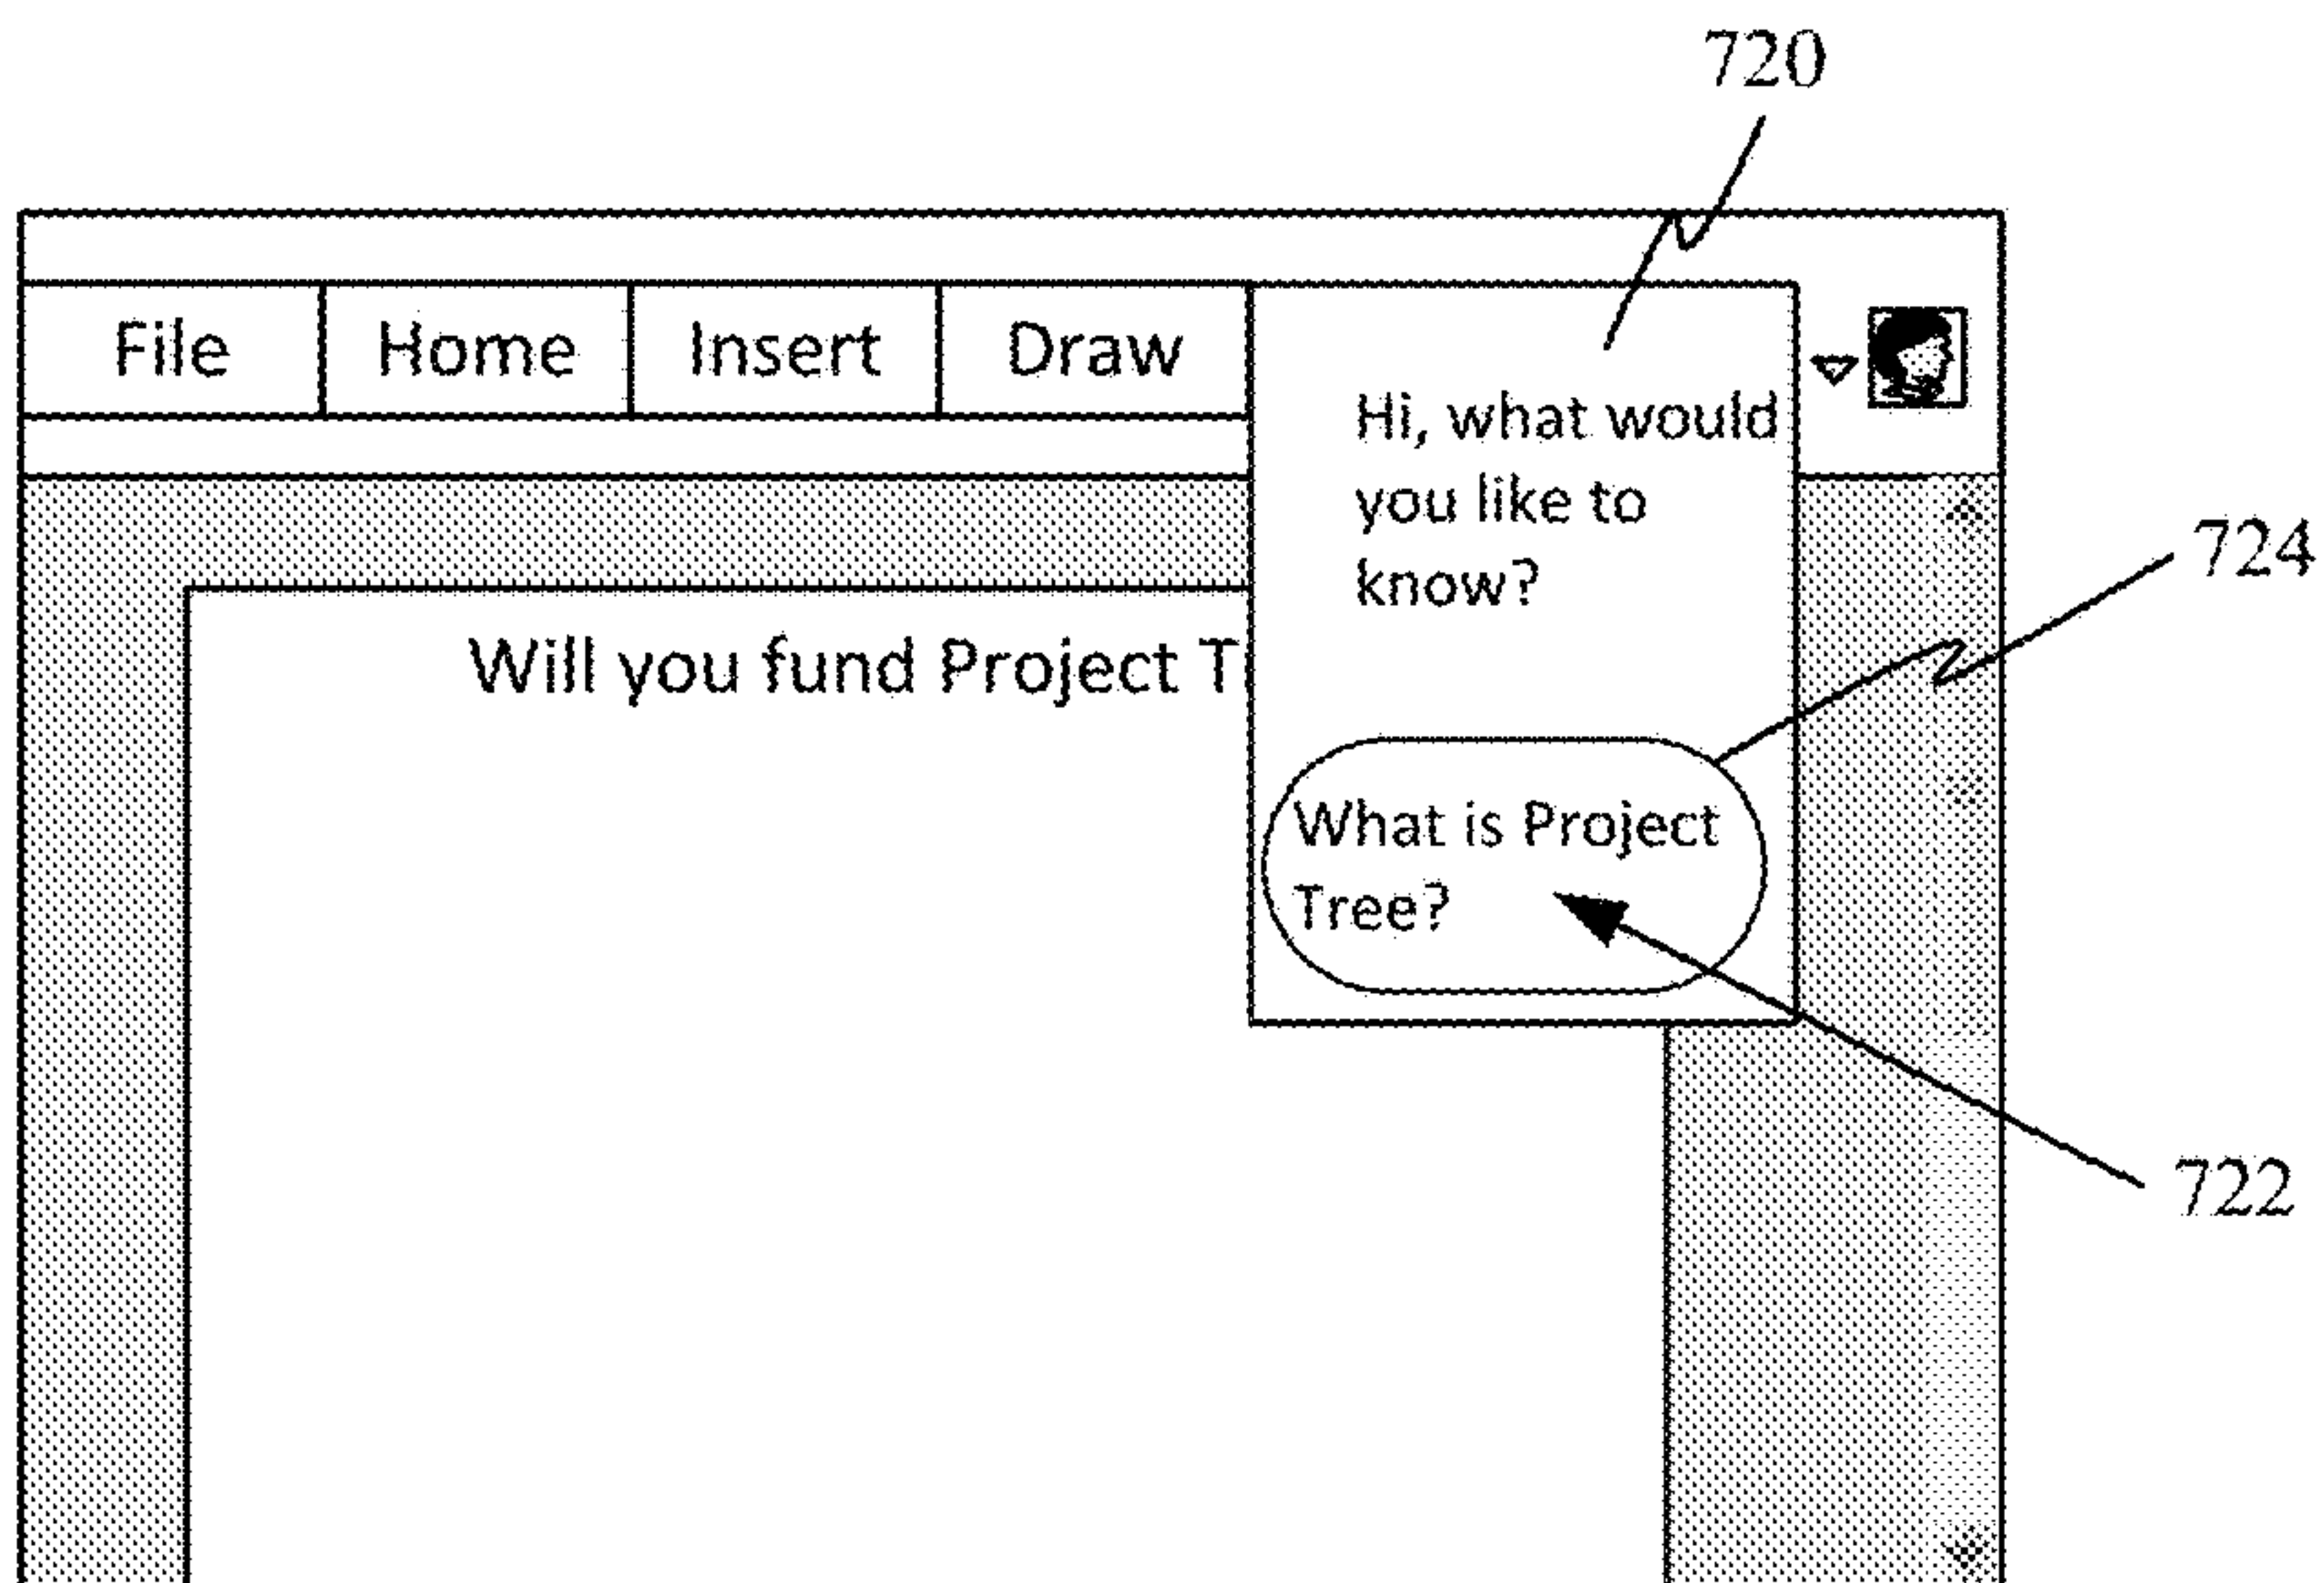 720
File Home Insert Draw
Hi, what would
you like to
know?
724
Will you fund Project T
What is Project
Tree?
722